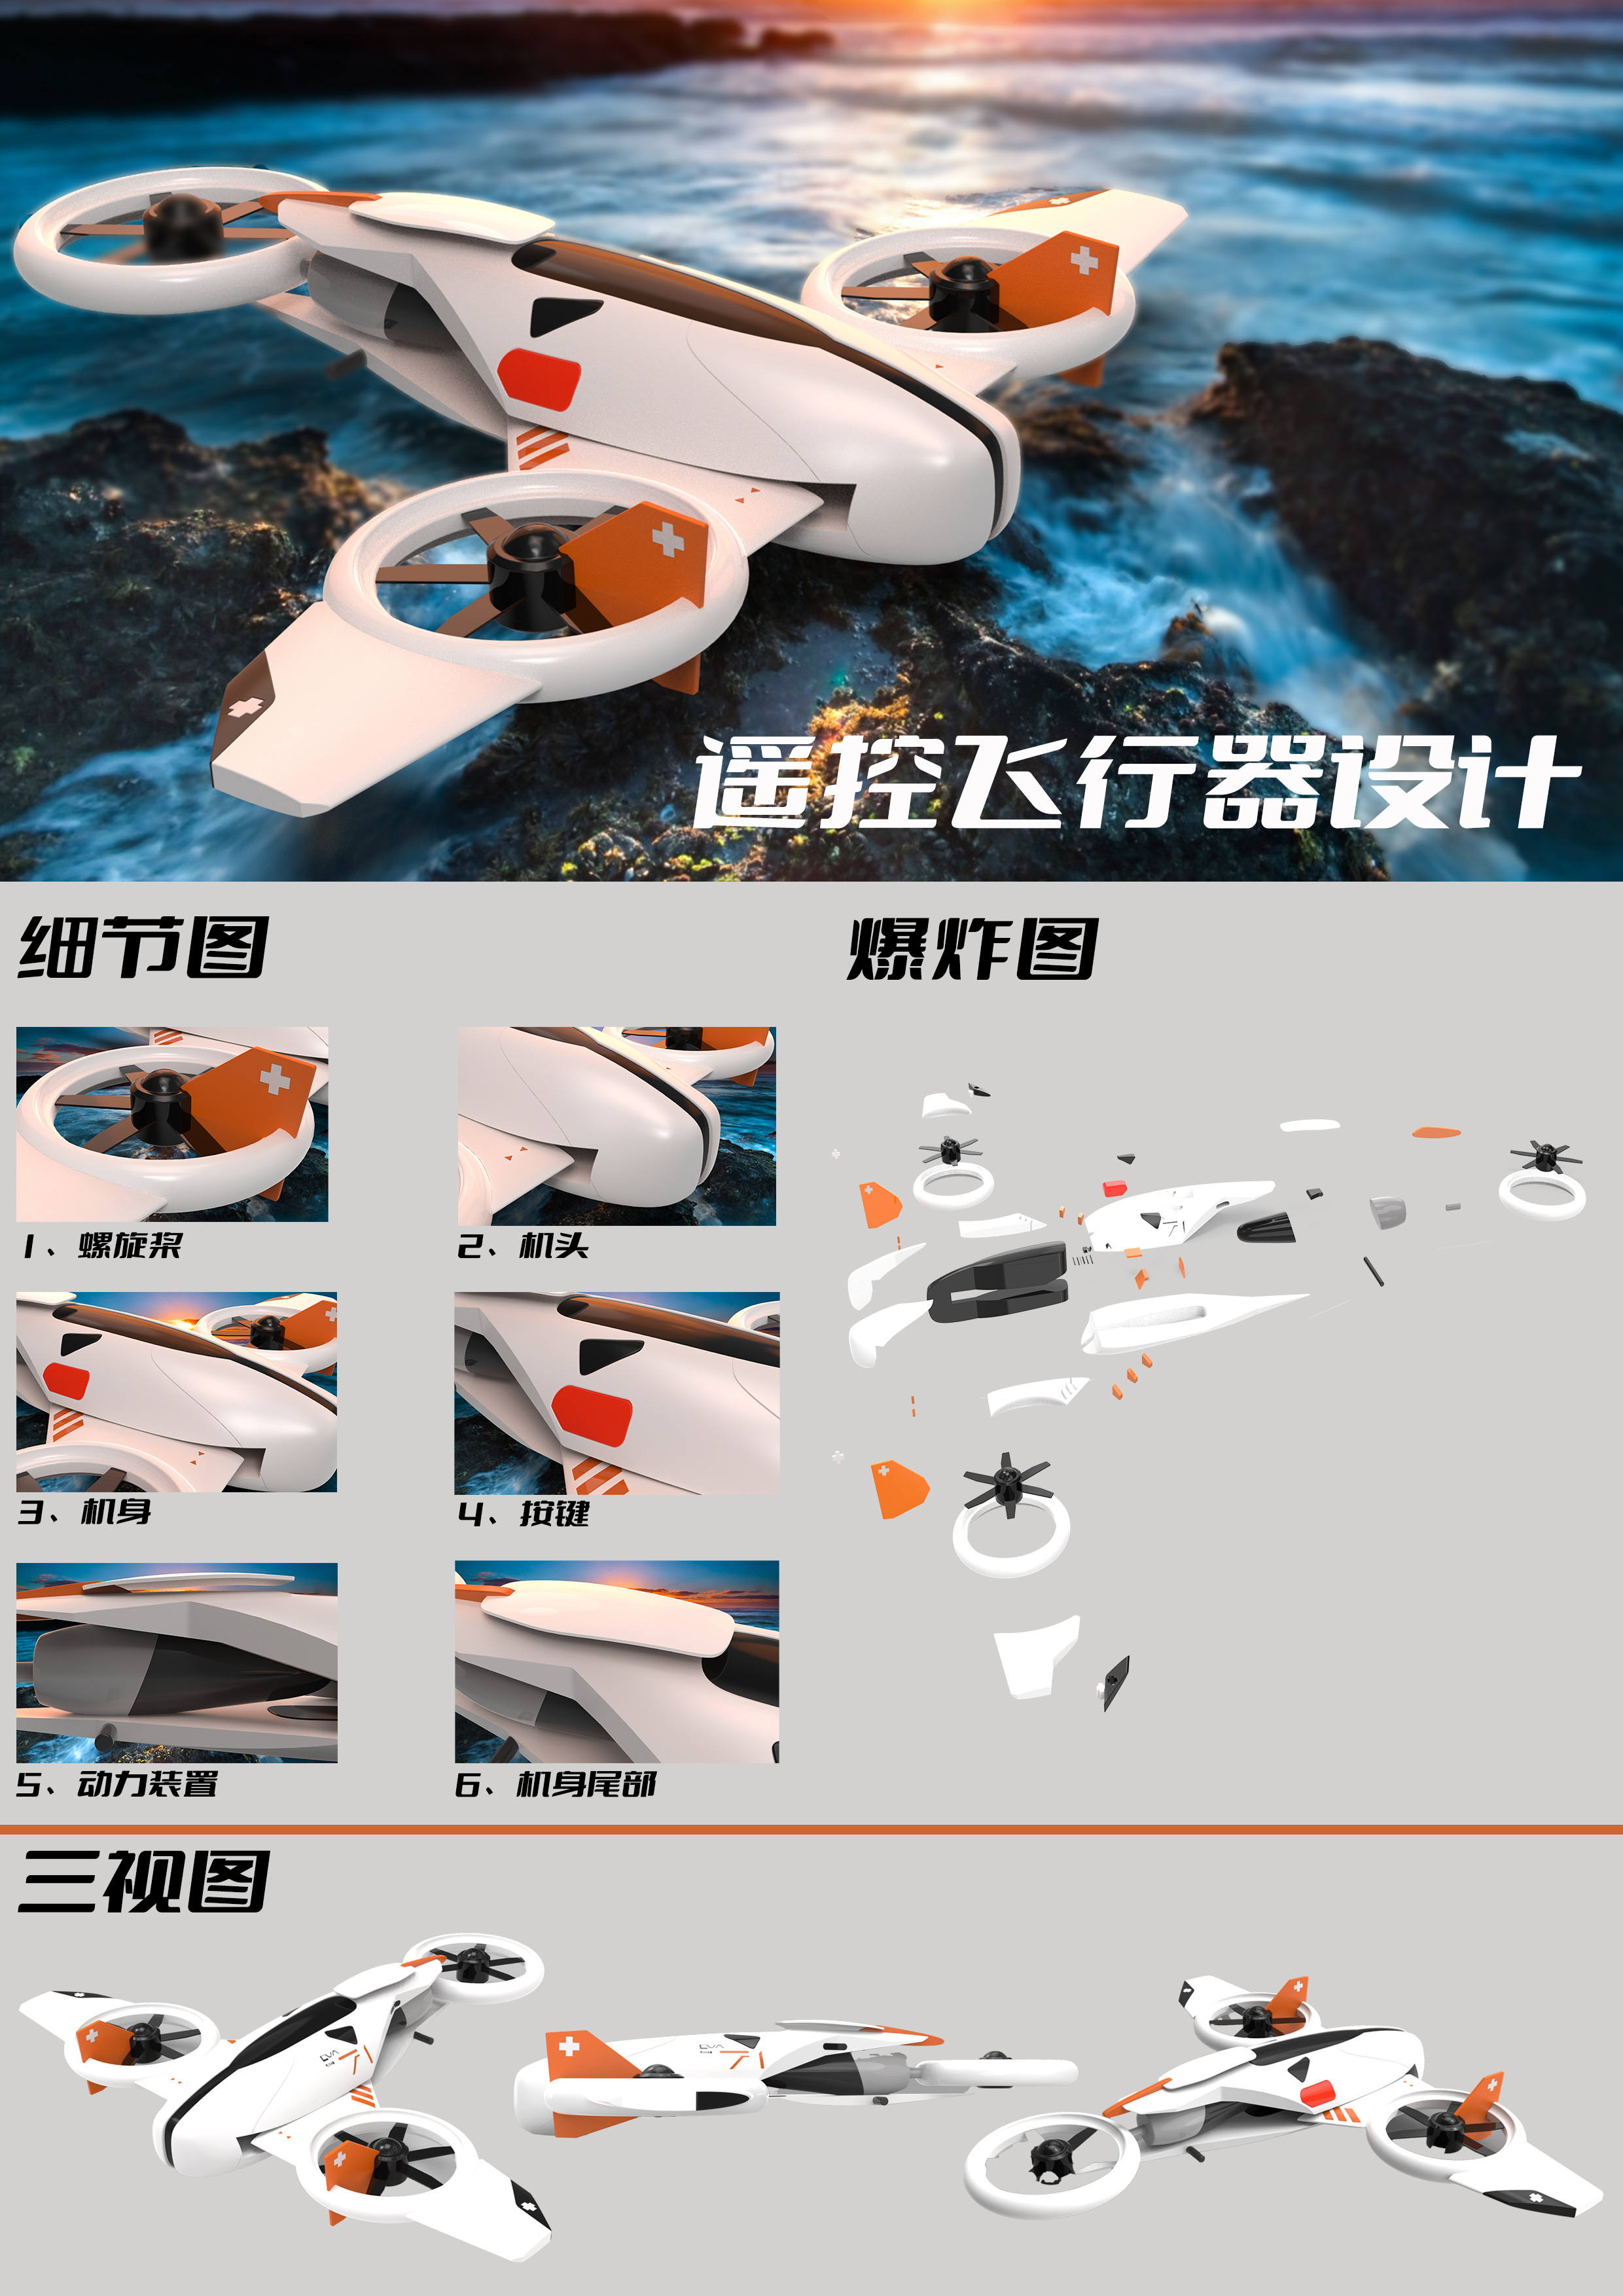 遥控飞行器设计
细节图
爆炸图
1、螺旋桨
2、机头
3、机身
4、按键
5、动力装置
6、机身尾部
三视图